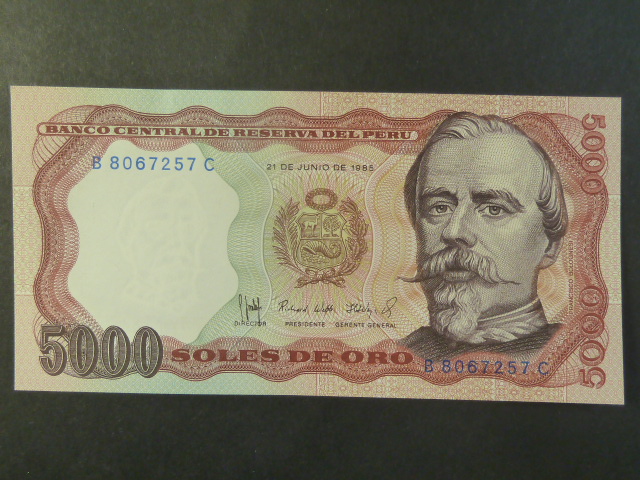 BANCO CENTRAL DE RESERVA DEL PERU
B 8067257 C
21 DE JUNIO DE 1985
5000
DIRECTOR
PRESIDENTE
GERENTE GENERAL
5000
SOLES DE ORO
B 8067257 C
5000